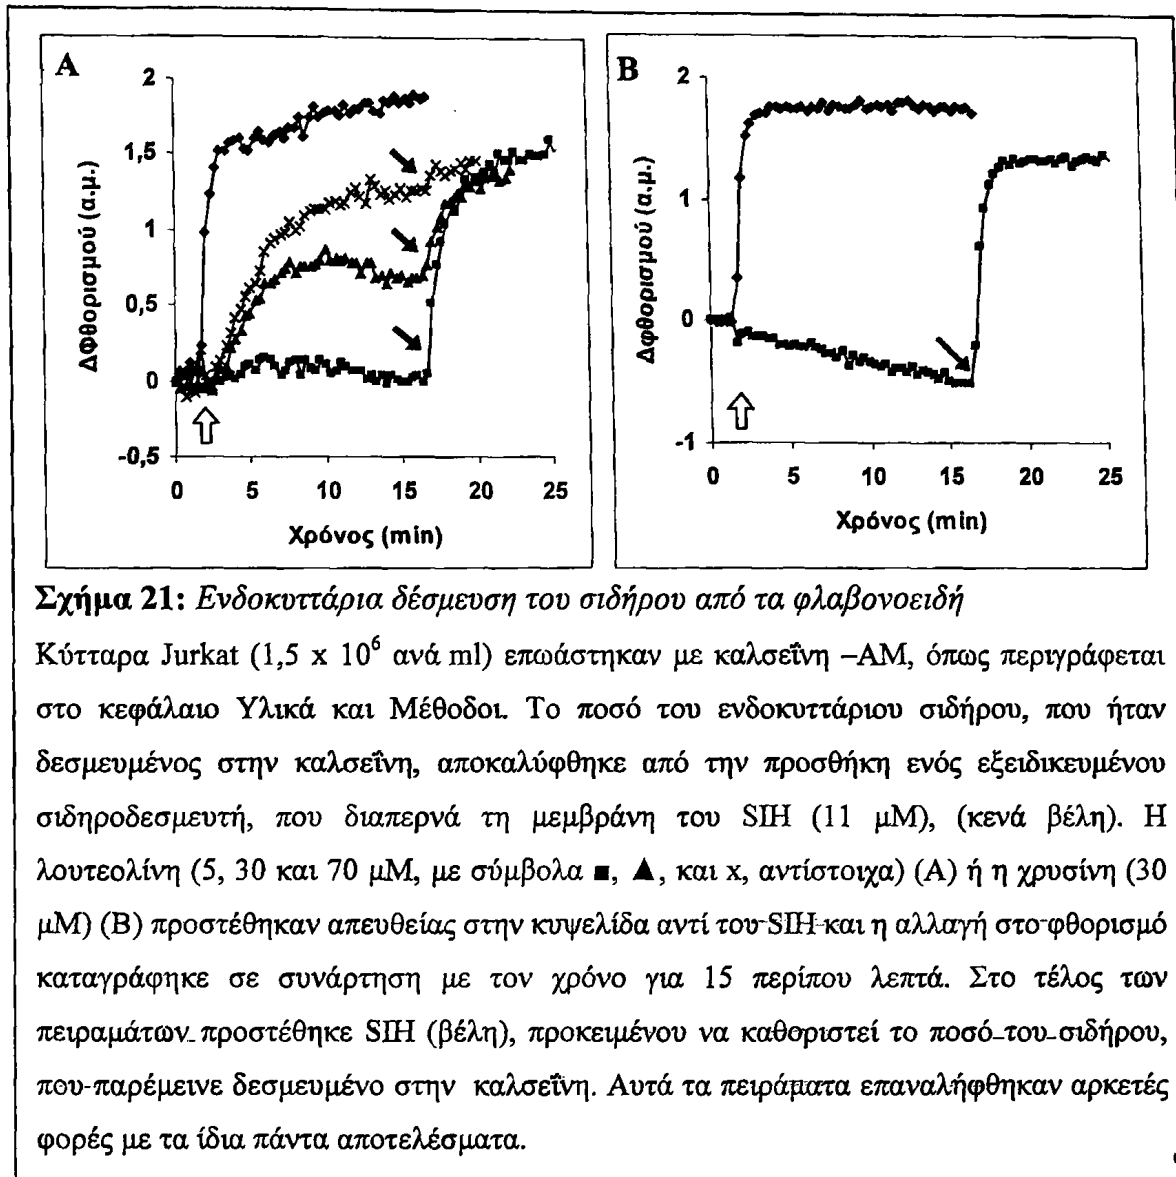 A
2
1,5
1
0,5
0
-0,5
ΔΦθορισμού (α.μ.)
0 5 10 15 20 25
Χρόνος (min)
B
2
1
0
-1
Δφθορισμού (α.μ.)
0 5 10 15 20 25
Χρόνος (min)
Σχήμα 21: Ενδοκυττάρια δέσμευση του σιδήρου από τα φλαβονοειδή
Κύτταρα Jurkat (1,5 x 10⁶ ανά ml) επωάστηκαν με καλσεΐνη –AM, όπως περιγράφεται
στο κεφάλαιο Υλικά και Μέθοδοι. Το ποσό του ενδοκυττάριου σιδήρου, που ήταν
δεσμευμένος στην καλσεΐνη, αποκαλύφθηκε από την προσθήκη ενός εξειδικευμένου
σιδηροδεσμευτή, που διαπερνά τη μεμβράνη του SIH (11 μM), (κενά βέλη). Η
λουτεολίνη (5, 30 και 70 μM, με σύμβολα ■, ▲, και x, αντίστοιχα) (A) ή η χρυσίνη (30
μM) (B) προστέθηκαν απευθείας στην κυψελίδα αντί του SIH και η αλλαγή στο φθορισμό
καταγράφηκε σε συνάρτηση με τον χρόνο για 15 περίπου λεπτά. Στο τέλος των
πειραμάτων προστέθηκε SIH (βέλη), προκειμένου να καθοριστεί το ποσό του σιδήρου,
που παρέμεινε δεσμευμένο στην καλσεΐνη. Αυτά τα πειράματα επαναλήφθηκαν αρκετές
φορές με τα ίδια πάντα αποτελέσματα.